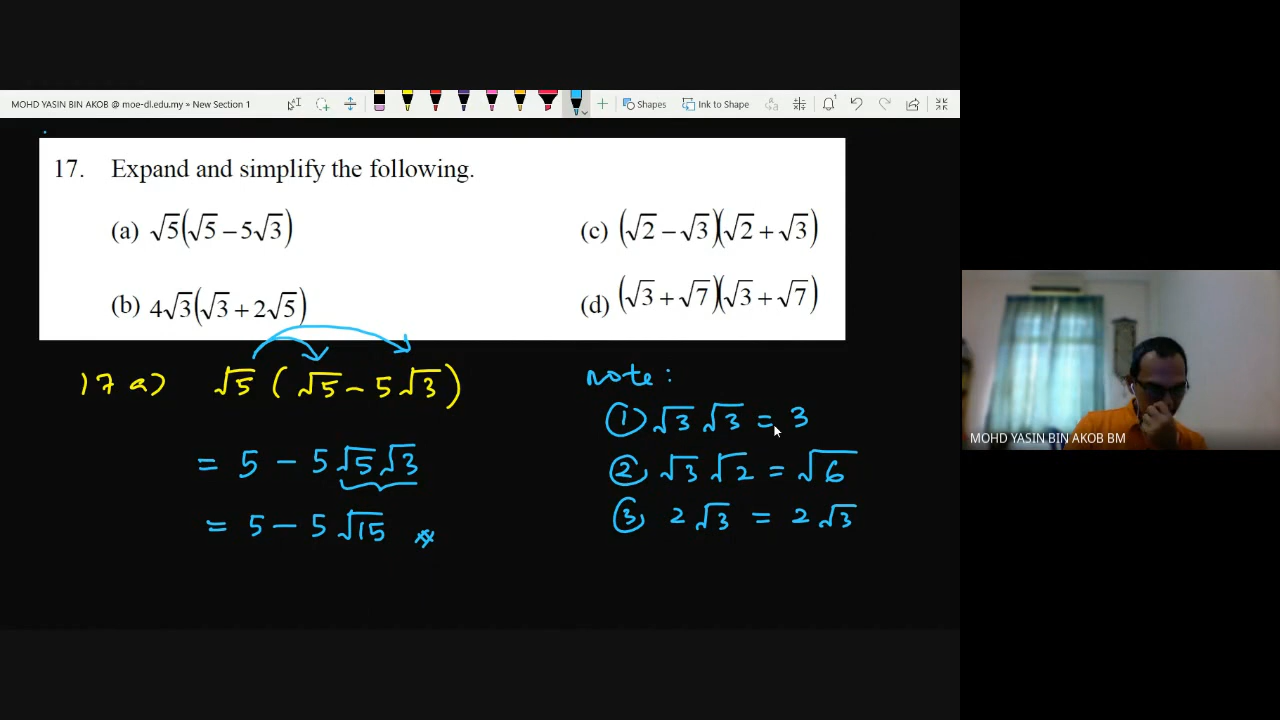 MOHD YASIN BIN AKOB @ moe-dl.edu.my » New Section 1
Shapes
Ink to Shape
17. Expand and simplify the following.
(a) √5(√5 − 5√3)
(c) (√2 − √3)(√2 + √3)
(b) 4√3(√3 + 2√5)
(d) (√3 + √7)(√3 + √7)
17 a) √5 ( √5 − 5√3 )
= 5 − 5√5√3
= 5 − 5√15
note :
① √3 √3 = 3
② √3 √2 = √6
③ 2√3 = 2√3
MOHD YASIN BIN AKOB BM